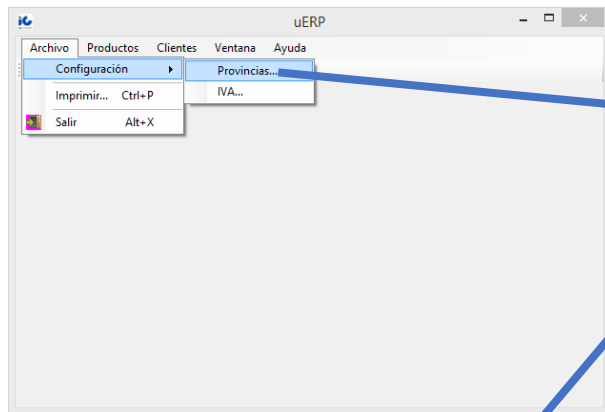 uERP
Archivo Productos Clientes Ventana Ayuda
Configuración Provincias...
Imprimir... Ctrl+P IVA...
Salir Alt+X